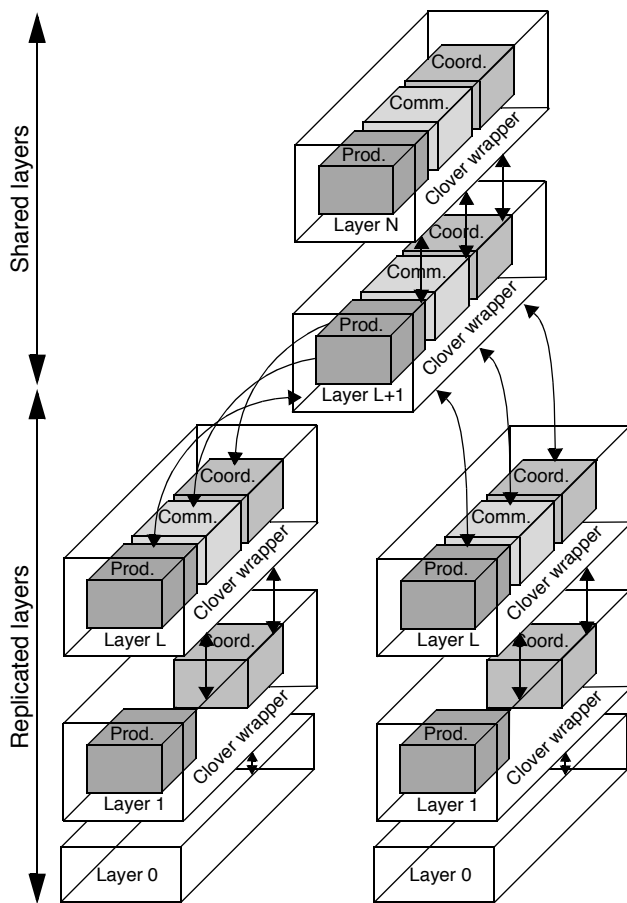 Shared layers
Coord.
Comm.
Prod.
Layer N
Clover wrapper
Coord.
Comm.
Prod.
Layer L+1
Clover wrapper
Replicated layers
Coord.
Comm.
Prod.
Layer L
Clover wrapper
Coord.
Prod.
Layer 1
Clover wrapper
Layer 0
Coord.
Comm.
Prod.
Layer L
Clover wrapper
Coord.
Prod.
Layer 1
Clover wrapper
Layer 0